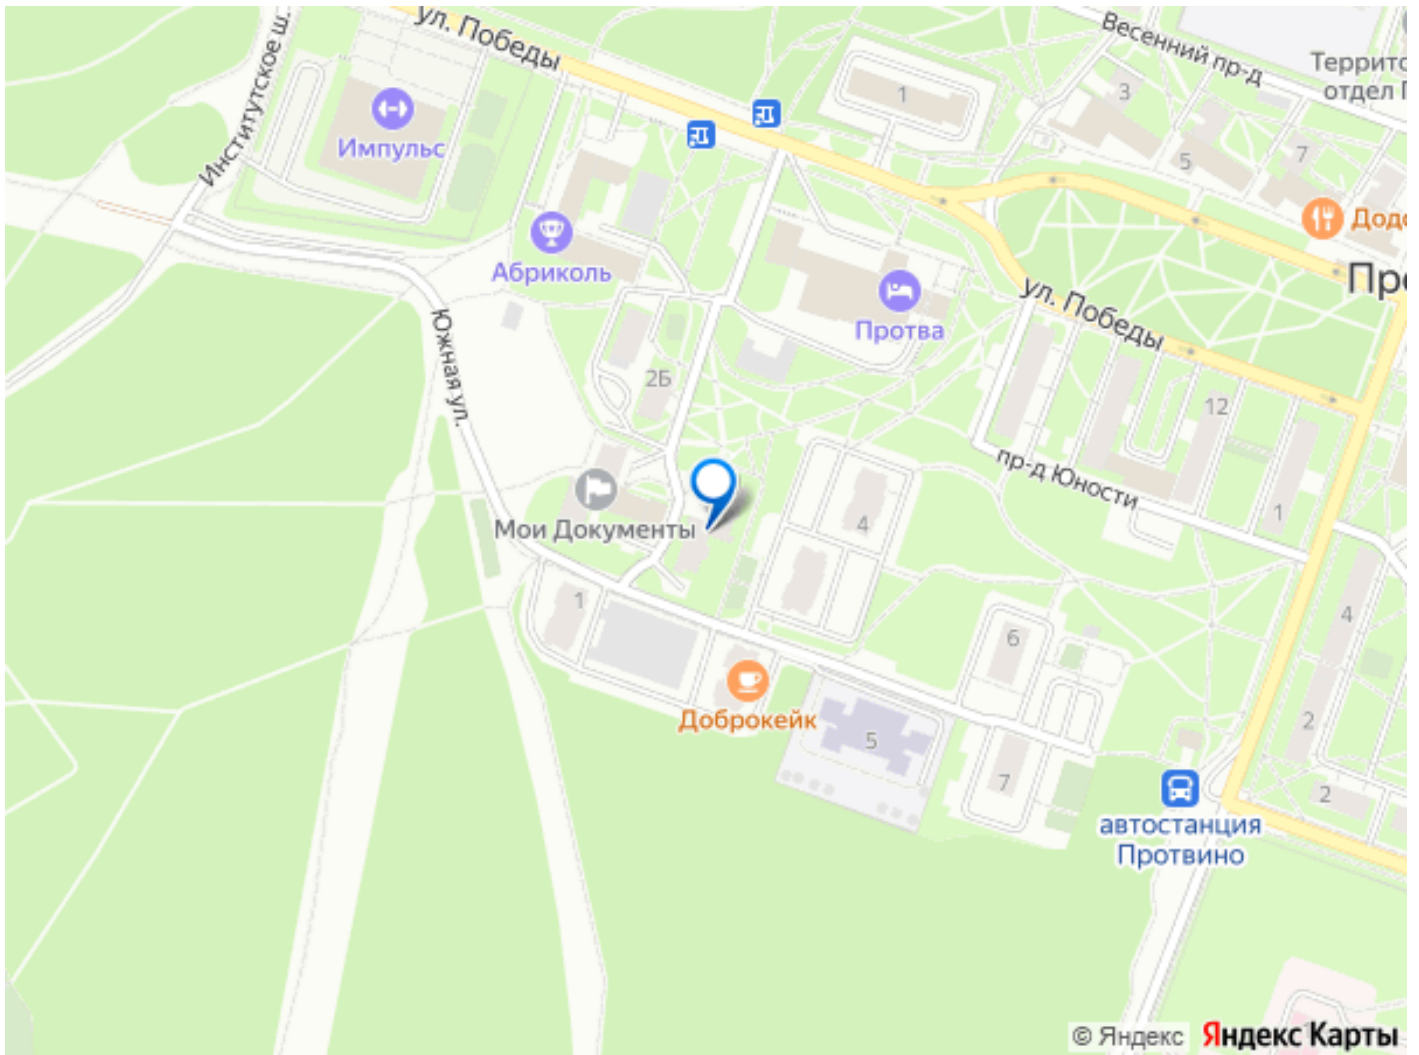 ул. Победы
Весенний пр-д
Институтское ш.
Импульс
1
3
Террито
отдел Г
5
7
Додо
Абриколь
Протва
ул. Победы
Про
Южная ул.
2Б
12
пр-д Юности
1
Мои Документы
4
1
6
4
Доброкейк
5
7
2
2
автостанция
Протвино
© Яндекс Яндекс Карты